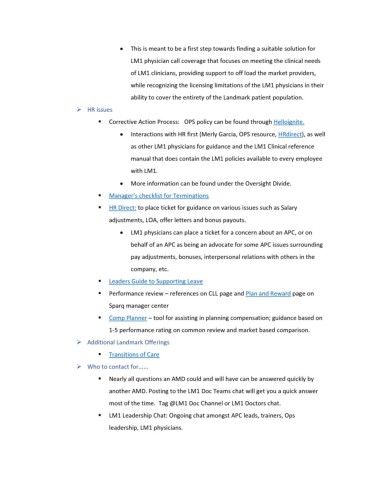 • This is meant to be a first step towards finding a suitable solution for
LM1 physician call coverage that focuses on meeting the clinical needs
of LM1 clinicians, providing support to off load the market providers,
while recognizing the licensing limitations of the LM1 physicians in their
ability to cover the entirety of the Landmark patient population.
➢ HR issues
▪ Corrective Action Process: OPS policy can be found through Helloignite.
• Interactions with HR first (Merly Garcia, OPS resource, HRdirect), as well
as other LM1 physicians for guidance and the LM1 Clinical reference
manual that does contain the LM1 policies available to every employee
with LM1.
• More information can be found under the Oversight Divide.
▪ Manager's checklist for Terminations
▪ HR Direct: to place ticket for guidance on various issues such as Salary
adjustments, LOA, offer letters and bonus payouts.
• LM1 physicians can place a ticket for a concern about an APC, or on
behalf of an APC as being an advocate for some APC issues surrounding
pay adjustments, bonuses, interpersonal relations with others in the
company, etc.
▪ Leaders Guide to Supporting Leave
▪ Performance review – references on CLL page and Plan and Reward page on
Sparq manager center
▪ Comp Planner – tool for assisting in planning compensation; guidance based on
1-5 performance rating on common review and market based comparison.
➢ Additional Landmark Offerings
▪ Transitions of Care
➢ Who to contact for……
▪ Nearly all questions an AMD could and will have can be answered quickly by
another AMD. Posting to the LM1 Doc Teams chat will get you a quick answer
most of the time. Tag @LM1 Doc Channel or LM1 Doctors chat.
▪ LM1 Leadership Chat: Ongoing chat amongst APC leads, trainers, Ops
leadership, LM1 physicians.